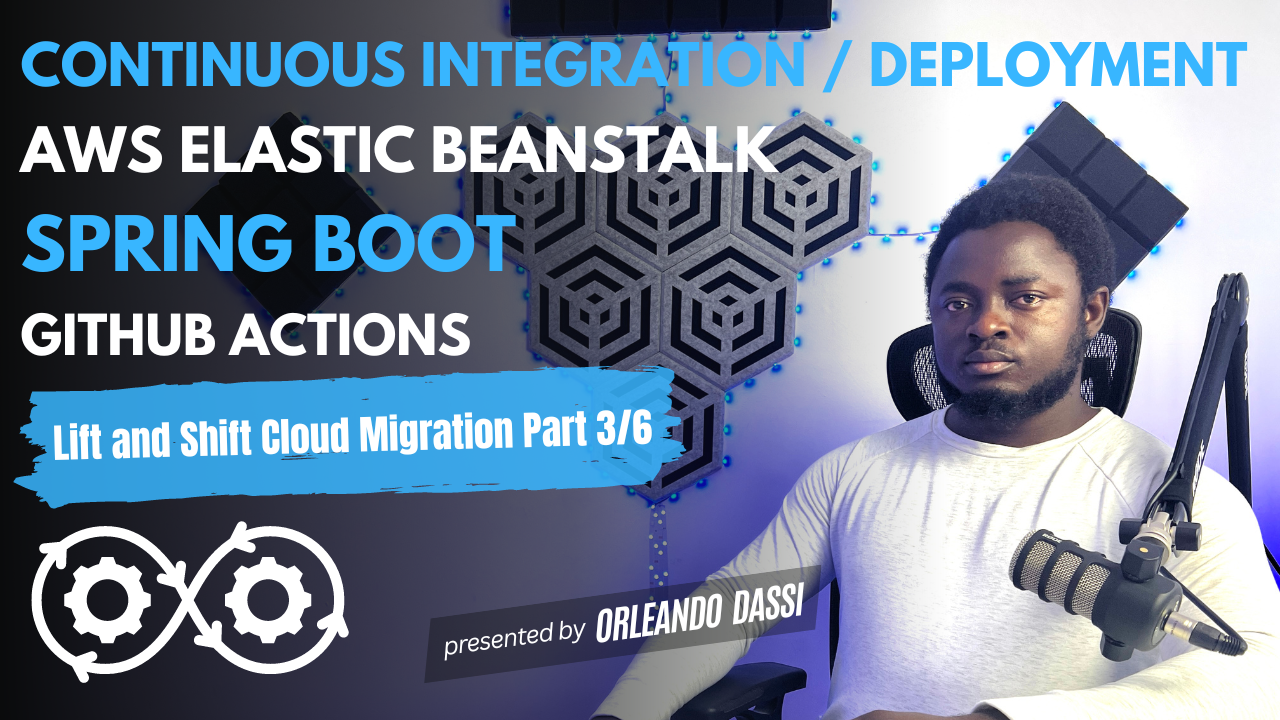 CONTINUOUS INTEGRATION / DEPLOYMENT
AWS ELASTIC BEANSTALK
SPRING BOOT
GITHUB ACTIONS
Lift and Shift Cloud Migration Part 3/6
presented by ORLEANDO DASSI